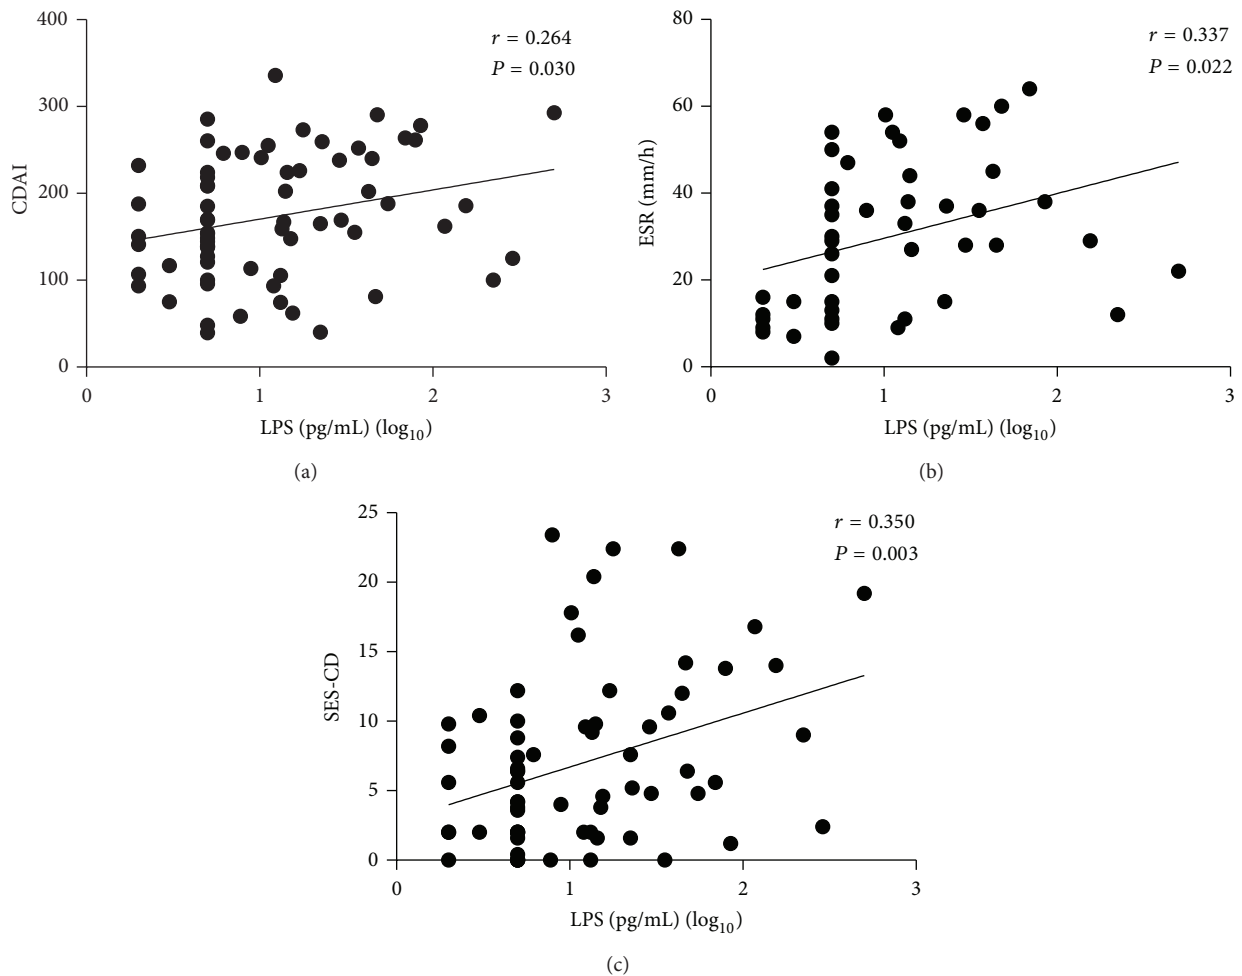 400
300
200
100
0
CDAI
r = 0.264
P = 0.030
0 1 2 3
LPS (pg/mL) (log10)
(a)
80
60
40
20
0
ESR (mm/h)
r = 0.337
P = 0.022
0 1 2 3
LPS (pg/mL) (log10)
(b)
25
20
15
10
5
0
SES-CD
r = 0.350
P = 0.003
0 1 2 3
LPS (pg/mL) (log10)
(c)